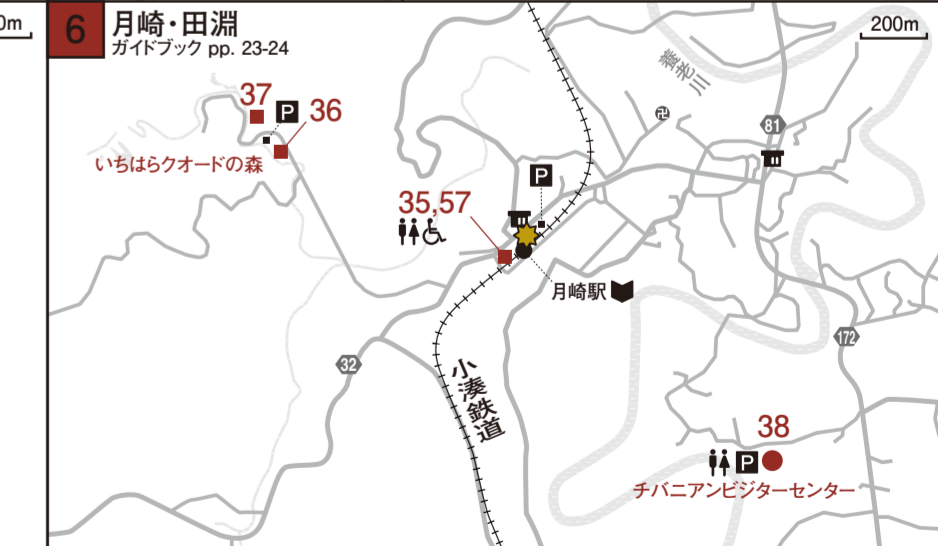 0m
6
月崎・田淵
ガイドブック pp. 23-24
200m
養老川
卍
81
37
P
36
いちはらクオードの森
P
35,57
月崎駅
32
172
小湊鉄道
38
P
チバニアンビジターセンター